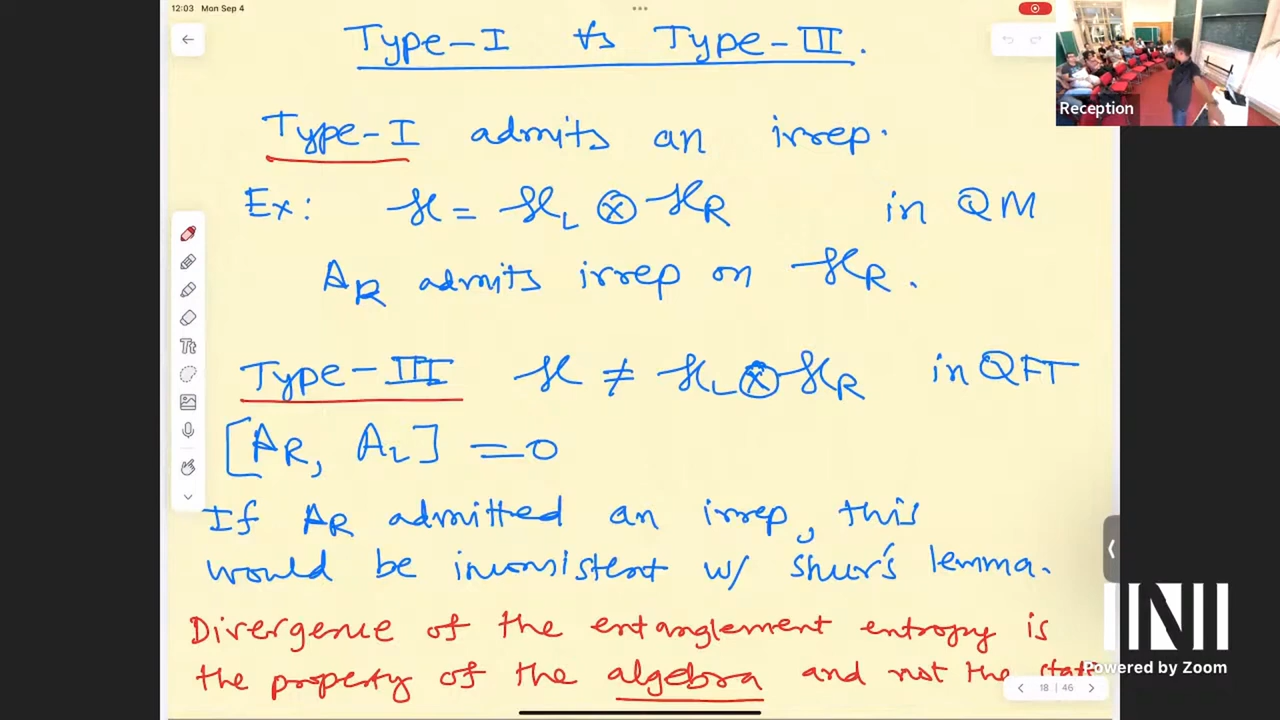 12:03 Mon Sep 4
Type-I vs Type-III.
Reception
Type-I admits an irrep.
Ex: H = H_L ⊗ H_R in QM
A_R admits irrep on H_R.
Type-III H ≠ H_L ⊗ H_R in QFT
[A_R, A_L] = 0
If A_R admitted an irrep, this
would be inconsistent w/ Shur's lemma.
Divergence of the entanglement entropy is
the property of the algebra and not the state
Tt
18 | 46
INI
Powered by Zoom